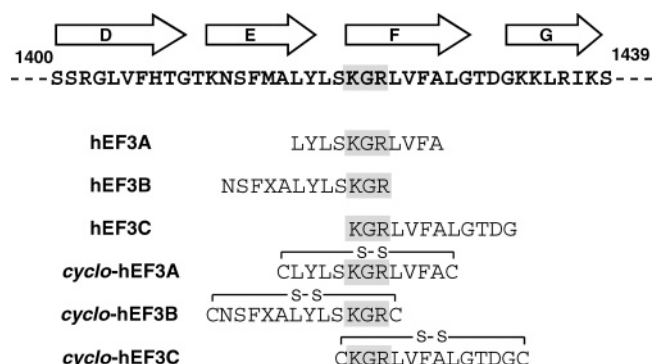 D E F G
1400 1439
---SSRGLVFHTGTKNSFMALYLSKGRLVFALGTDGKKLRIKS---
hEF3A LYLSKGRLVFA
hEF3B NSFXALYLSKGR
hEF3C KGRLVFALGTDG
S-S
cyclo-hEF3A CLYLSKGRLVFAC
S-S
cyclo-hEF3B CNSFXALYLSKGRC
S-S
cyclo-hEF3C CKGRLVFALGTDGC